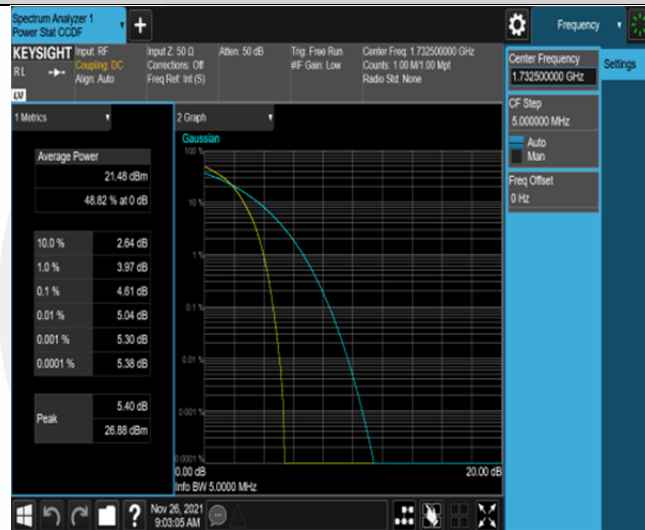 Spectrum Analyzer 1
Power Stat CCDF
Frequency
KEYSIGHT
RL
Input: RF
Coupling: DC
Align: Auto
Input Z: 50 Ω
Corrections: Off
Freq Ref: Int (S)
Atten: 50 dB
Trig: Free Run
#IF Gain: Low
Center Freq: 1.732500000 GHz
Counts: 1.00 M/1.00 Mpt
Radio Std: None
Center Frequency
1.732500000 GHz
Settings
CF Step
5.000000 MHz
Auto
Man
Freq Offset
0 Hz
1 Metrics
Average Power
21.48 dBm
48.82 % at 0 dB
10.0 % 2.64 dB
1.0 % 3.97 dB
0.1 % 4.61 dB
0.01 % 5.04 dB
0.001 % 5.30 dB
0.0001 % 5.38 dB
Peak
5.40 dB
26.88 dBm
2 Graph
Gaussian
100 %
10 %
1 %
0.1 %
0.01 %
0.001 %
0.0001 %
0.00 dB 20.00 dB
Info BW 5.0000 MHz
?
Nov 26, 2021
9:03:05 AM